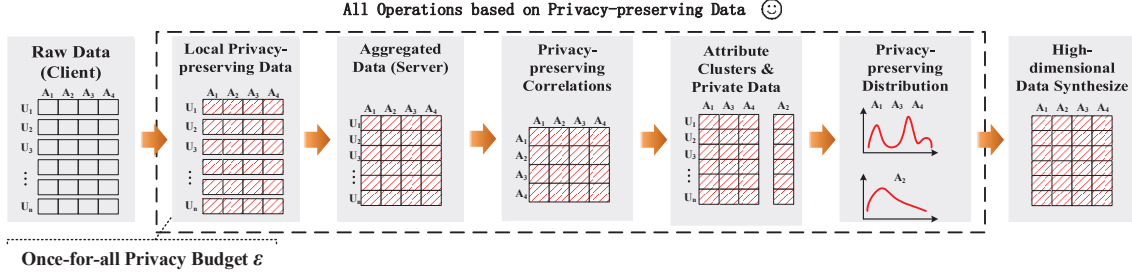 All Operations based on Privacy-preserving Data
Raw Data
(Client)
A1 A2 A3 A4
U1
U2
U3
⋮
Un
Local Privacy-
preserving Data
A1 A2 A3 A4
U1
U2
U3
⋮
Un
Aggregated
Data (Server)
A1 A2 A3 A4
U1
U2
U3
⋮
Un
Privacy-
preserving
Correlations
A1 A2 A3 A4
A1
A2
A3
A4
Attribute
Clusters &
Private Data
A1 A3 A4 A2
U1
U2
U3
⋮
Un
Privacy-
preserving
Distribution
A1 A3 A4
A2
High-
dimensional
Data Synthesize
A1 A2 A3 A4
Once-for-all Privacy Budget ε